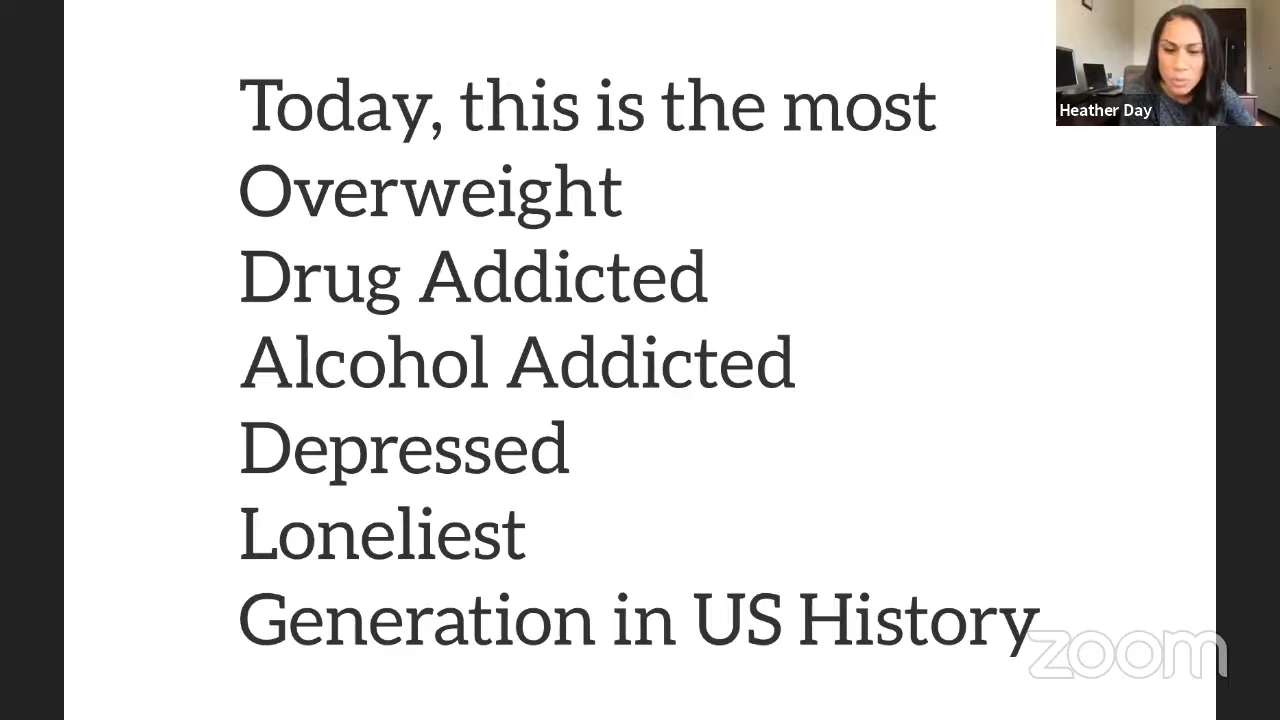 Today, this is the most
Overweight
Drug Addicted
Alcohol Addicted
Depressed
Loneliest
Generation in US History
Heather Day
zoom